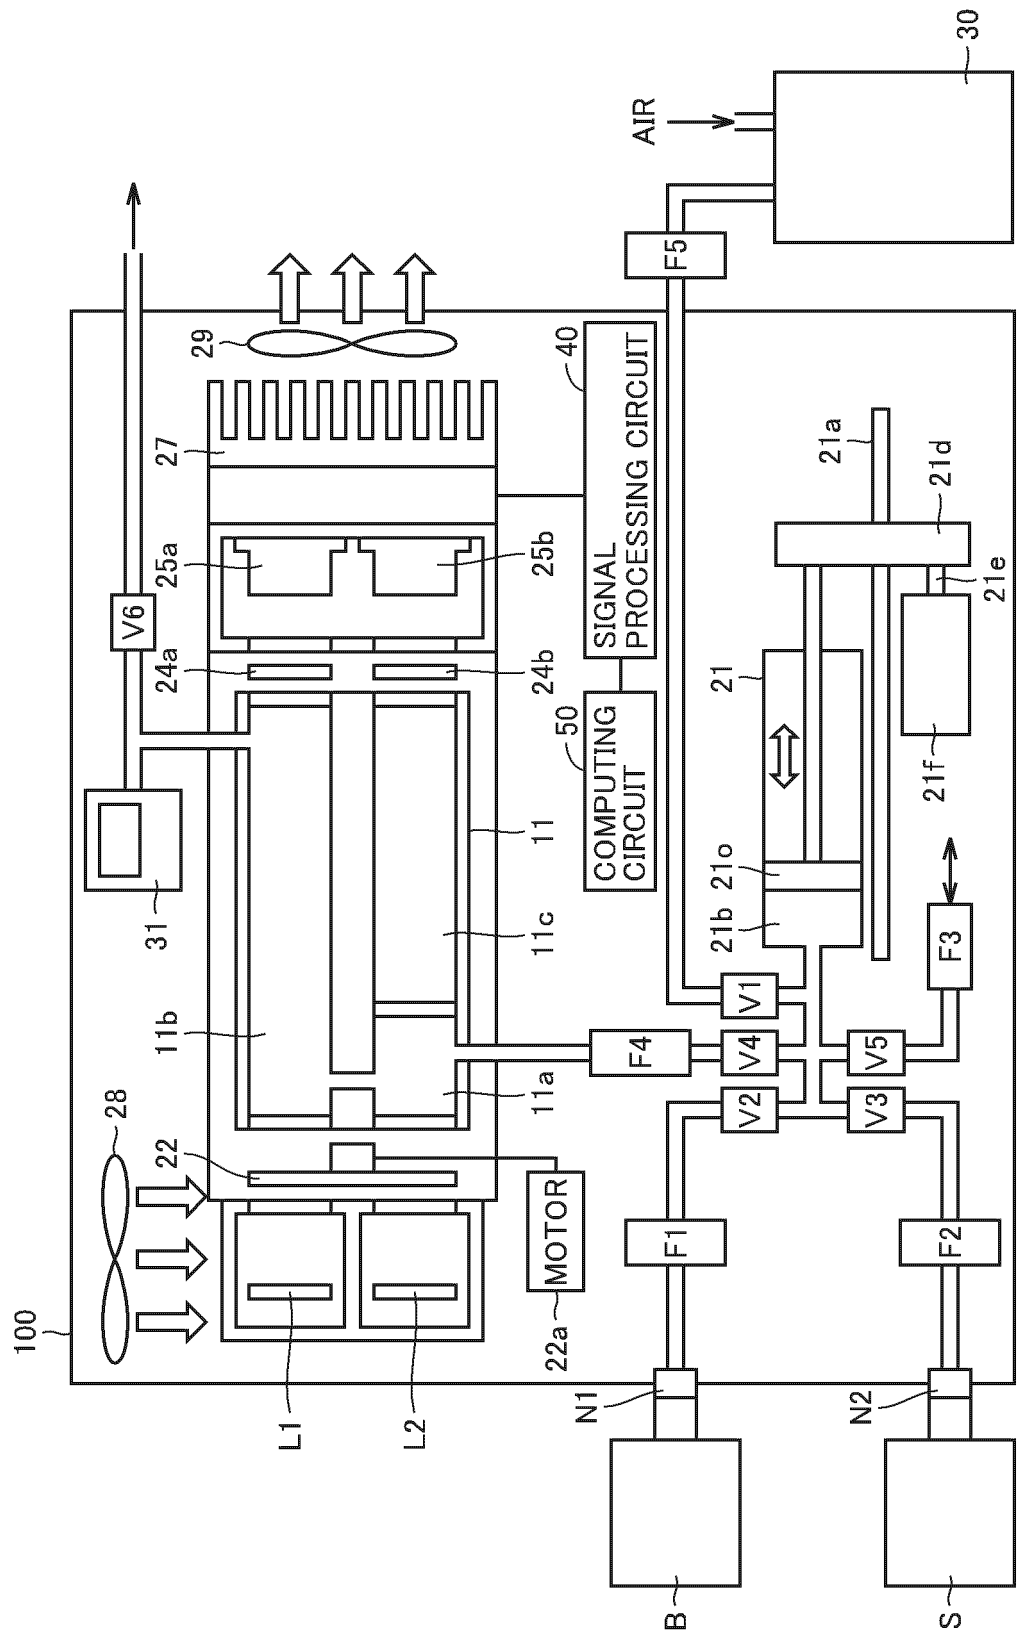 100
28
V6
31
22
11b
24a
25a
27
29
L1
L2
11a
11c
11
24b
25b
22a
MOTOR
50
COMPUTING
CIRCUIT
40
SIGNAL
PROCESSING CIRCUIT
N1
F4
AIR
B
F1
F5
21b
21o
21
V2
V4
V1
21a
N2
V3
V5
21f
21d
S
F2
F3
30
21e